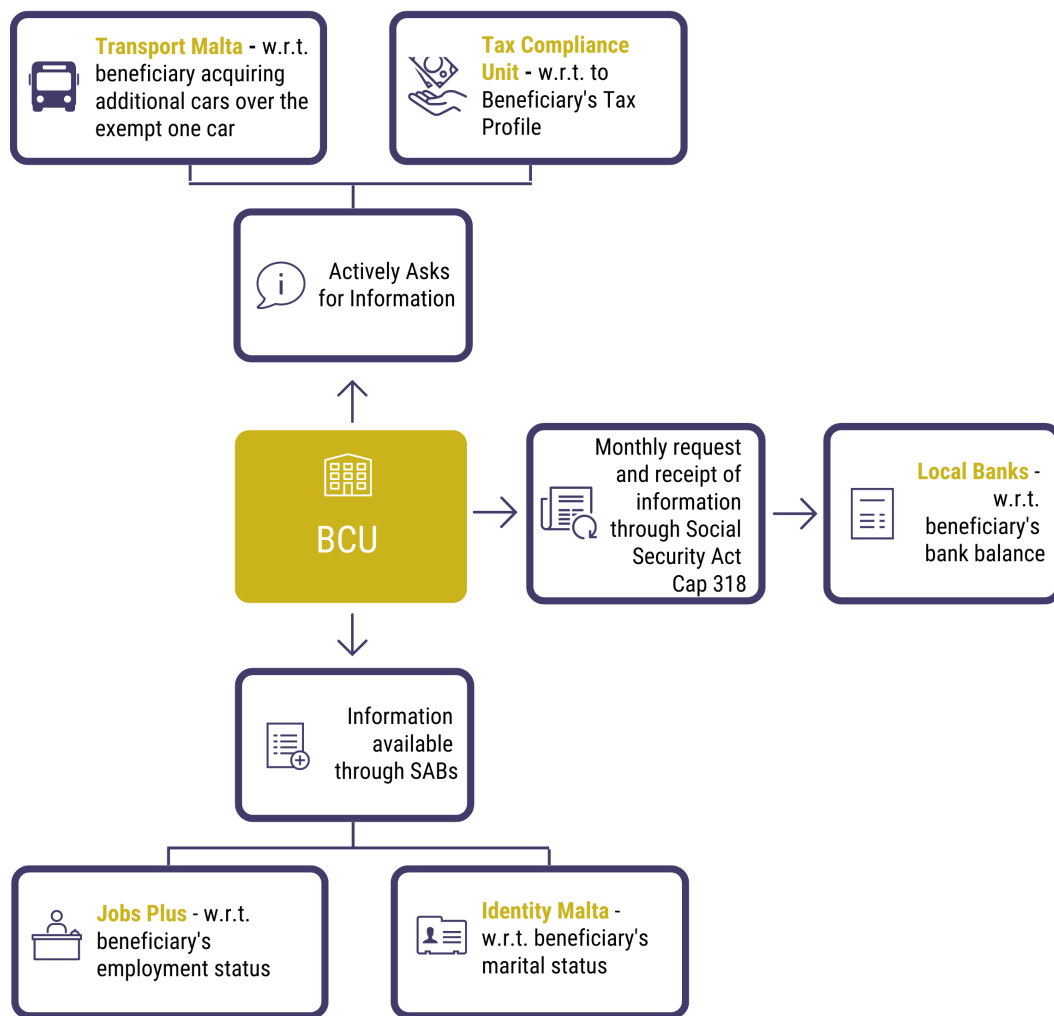 Transport Malta - w.r.t.
beneficiary acquiring
additional cars over the
exempt one car
Tax Compliance
Unit - w.r.t. to
Beneficiary's Tax
Profile
Actively Asks
for Information
BCU
Monthly request
and receipt of
information
through Social
Security Act
Cap 318
Local Banks -
w.r.t.
beneficiary's
bank balance
Information
available
through SABs
Jobs Plus - w.r.t.
beneficiary's
employment status
Identity Malta -
w.r.t. beneficiary's
marital status